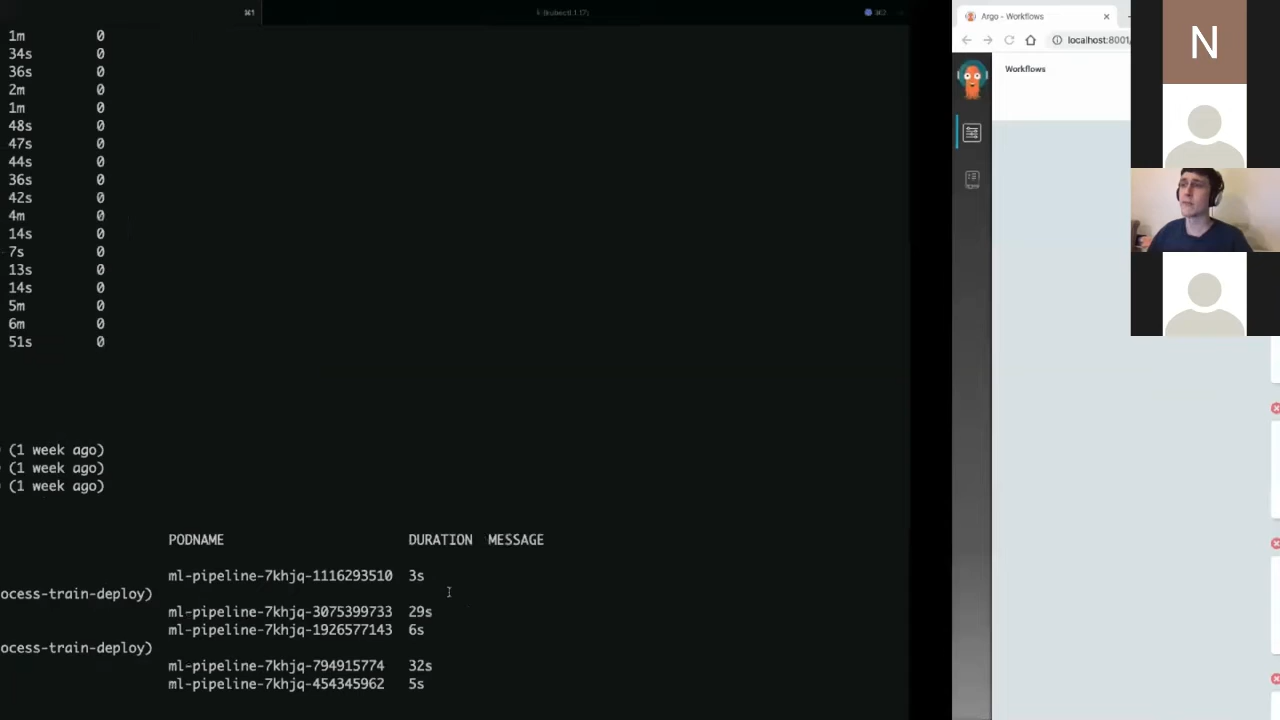 ⌘1
⌘2
1m 0
34s 0
36s 0
2m 0
1m 0
48s 0
47s 0
44s 0
36s 0
42s 0
4m 0
14s 0
7s 0
13s 0
14s 0
5m 0
6m 0
51s 0
(1 week ago)
(1 week ago)
(1 week ago)
PODNAME DURATION MESSAGE
ml-pipeline-7khjq-1116293510 3s
ocess-train-deploy)
ml-pipeline-7khjq-3075399733 29s
ml-pipeline-7khjq-1926577143 6s
ocess-train-deploy)
ml-pipeline-7khjq-794915774 32s
ml-pipeline-7khjq-454345962 5s
Argo - Workflows
localhost:8001/
Workflows
N